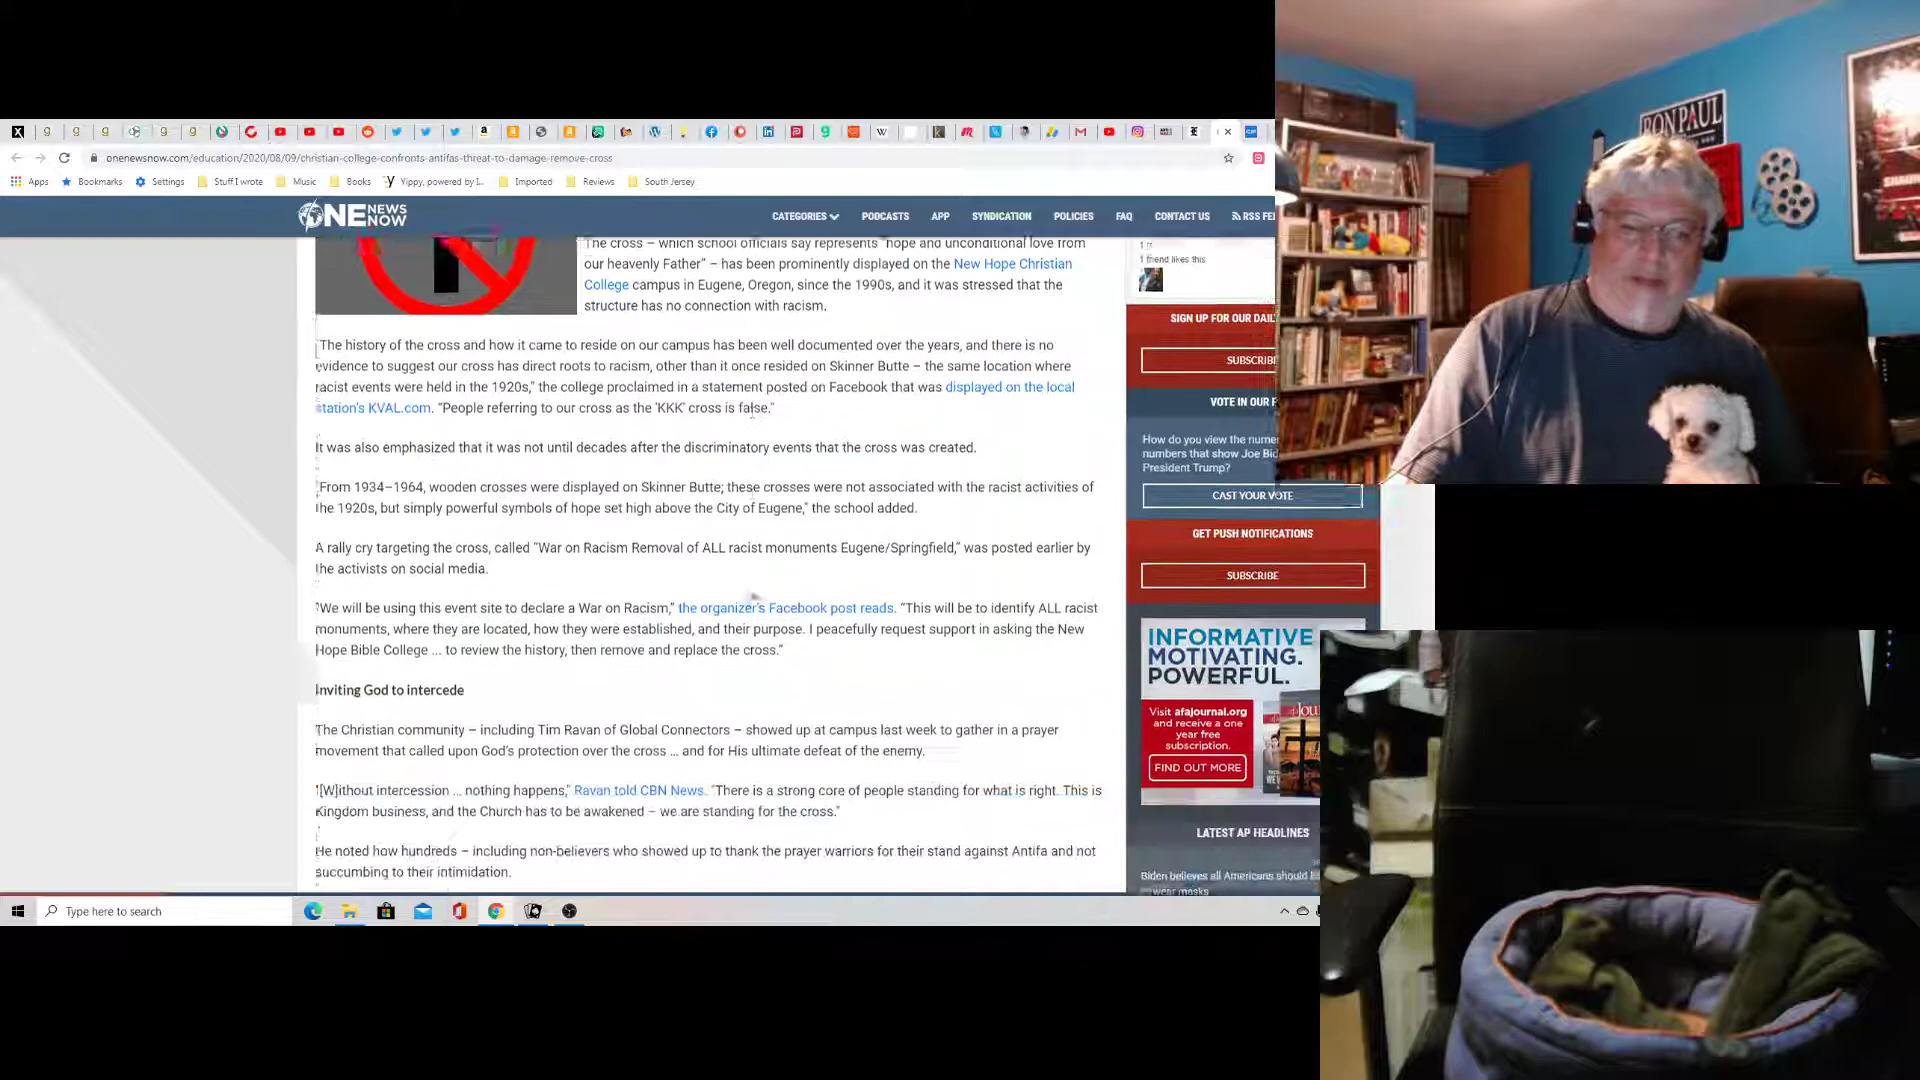 onenewsnow.com/education/2020/08/09/christian-college-confronts-antifas-threat-to-damage-remove-cross
Apps Bookmarks Settings Stuff I wrote Music Books Yippy, powered by I... Imported Reviews South Jersey
ONE NEWS NOW
CATEGORIES PODCASTS APP SYNDICATION POLICIES FAQ CONTACT US RSS FE
The cross – which school officials say represents "hope and unconditional love from
our heavenly Father" – has been prominently displayed on the New Hope Christian
College campus in Eugene, Oregon, since the 1990s, and it was stressed that the
structure has no connection with racism.
"The history of the cross and how it came to reside on our campus has been well documented over the years, and there is no
evidence to suggest our cross has direct roots to racism, other than it once resided on Skinner Butte – the same location where
racist events were held in the 1920s," the college proclaimed in a statement posted on Facebook that was displayed on the local
station's KVAL.com. "People referring to our cross as the 'KKK' cross is false."
It was also emphasized that it was not until decades after the discriminatory events that the cross was created.
"From 1934–1964, wooden crosses were displayed on Skinner Butte; these crosses were not associated with the racist activities of
the 1920s, but simply powerful symbols of hope set high above the City of Eugene," the school added.
A rally cry targeting the cross, called "War on Racism Removal of ALL racist monuments Eugene/Springfield," was posted earlier by
the activists on social media.
"We will be using this event site to declare a War on Racism," the organizer's Facebook post reads. "This will be to identify ALL racist
monuments, where they are located, how they were established, and their purpose. I peacefully request support in asking the New
Hope Bible College ... to review the history, then remove and replace the cross."
Inviting God to intercede
The Christian community – including Tim Ravan of Global Connectors – showed up at campus last week to gather in a prayer
movement that called upon God's protection over the cross ... and for His ultimate defeat of the enemy.
"[W]ithout intercession ... nothing happens," Ravan told CBN News. "There is a strong core of people standing for what is right. This is
Kingdom business, and the Church has to be awakened – we are standing for the cross."
He noted how hundreds – including non-believers who showed up to thank the prayer warriors for their stand against Antifa and not
succumbing to their intimidation.
1 friend likes this
SIGN UP FOR OUR DAIL
SUBSCRIBE
VOTE IN OUR P
How do you view the nume
numbers that show Joe Bid
President Trump?
CAST YOUR VOTE
GET PUSH NOTIFICATIONS
SUBSCRIBE
INFORMATIVE
MOTIVATING.
POWERFUL.
Visit afajournal.org
and receive a one
year free
subscription.
FIND OUT MORE
LATEST AP HEADLINES
Biden believes all Americans should
wear masks
Type here to search
RON PAUL